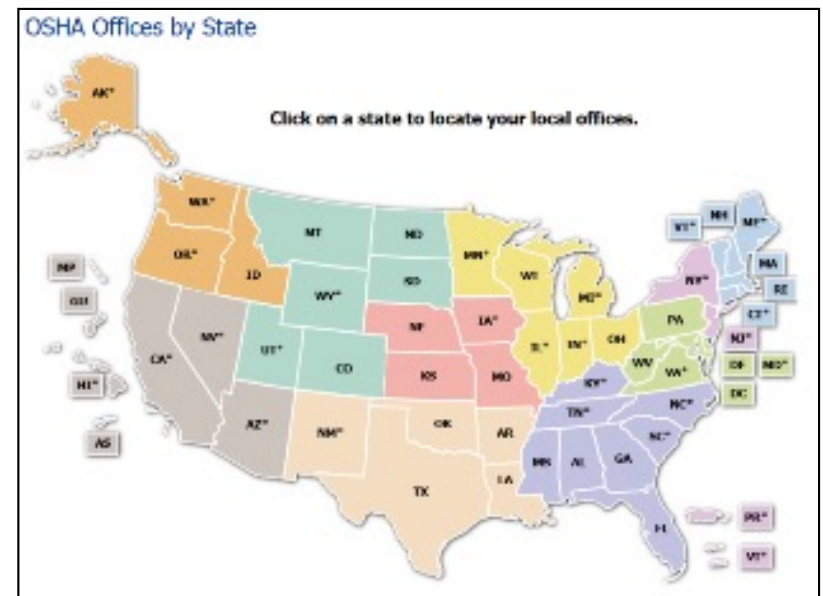 OSHA Offices by State
AK*
Click on a state to locate your local offices.
WA*
MT
ND
MN*
VT*
NH
ME*
OR*
ID
WY*
SD
WI
MI*
NY*
MA
RI
CT*
MP
GU
CA*
NV*
UT*
CO
NE
IA*
IL*
IN*
OH
PA
NJ*
KS
MO
WV
VA*
DE
MD*
DC
HI*
AS
AZ*
NM*
OK
AR
KY*
TN*
NC*
SC*
TX
LA
MS
AL
GA
FL
PR*
VI*